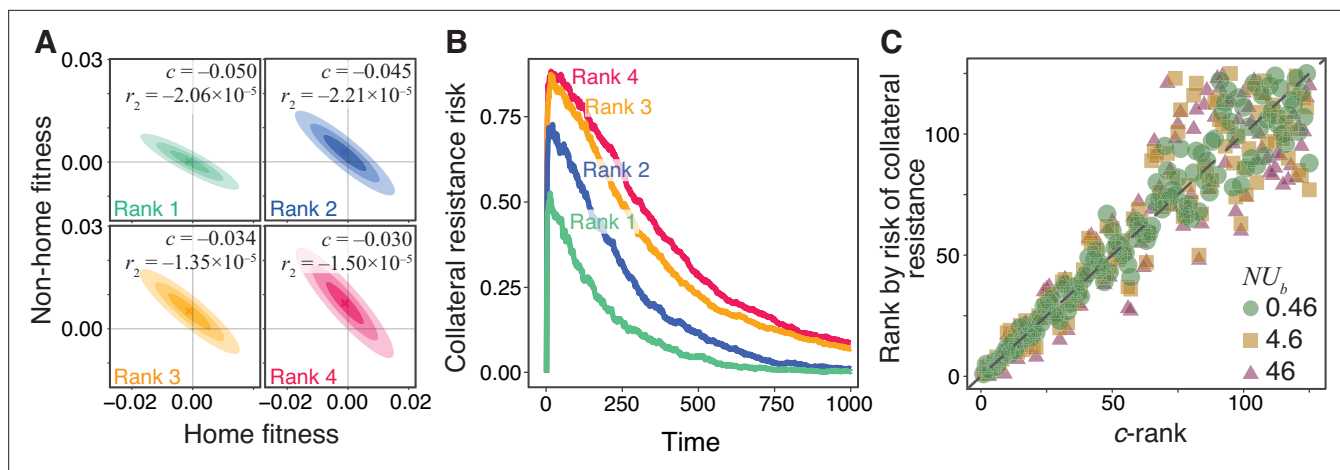 A
0.03
0.00
0.03
0.00
Non-home fitness
c = –0.050
r2 = –2.06×10–5
Rank 1
c = –0.045
r2 = –2.21×10–5
Rank 2
c = –0.034
r2 = –1.35×10–5
Rank 3
c = –0.030
r2 = –1.50×10–5
Rank 4
–0.02 0.00 –0.02 0.00 0.02
Home fitness
B
Collateral resistance risk
0.75
0.50
0.25
0.00
Rank 4
Rank 3
Rank 2
Rank 1
0 250 500 750 1000
Time
C
Rank by risk of collateral
resistance
100
50
0
NUb
0.46
4.6
46
0 50 100
c-rank